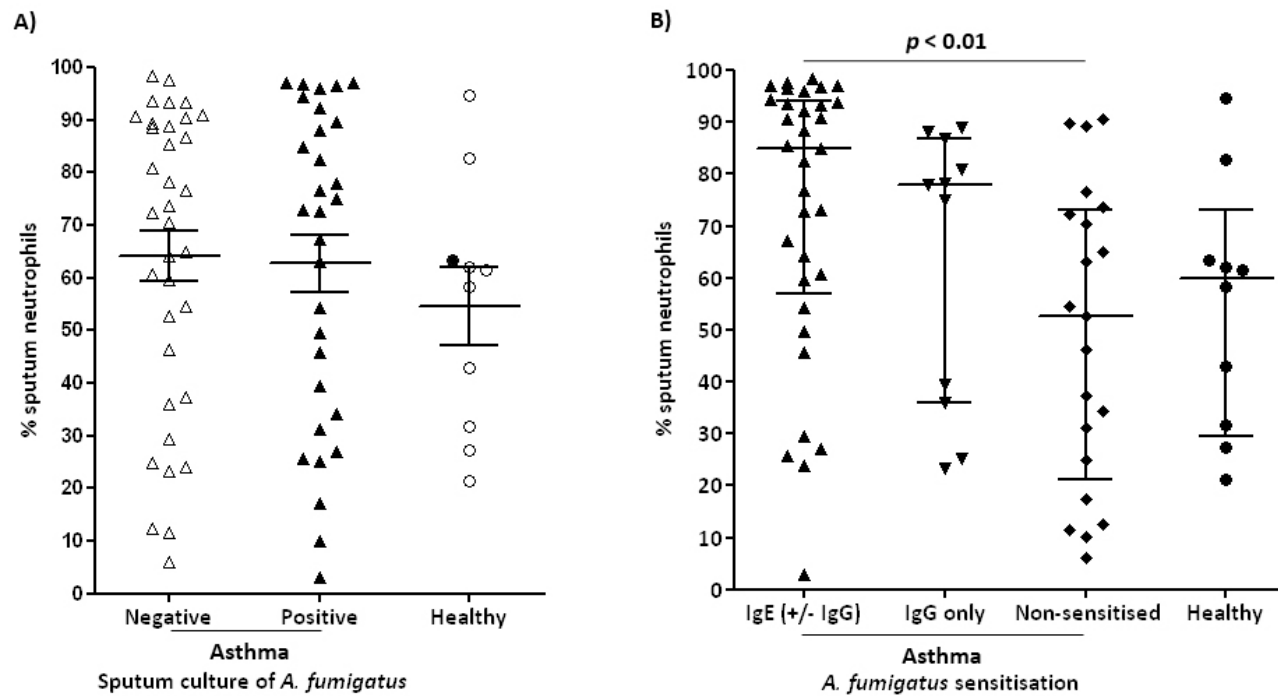 A)
% sputum neutrophils
100
90
80
70
60
50
40
30
20
10
0
Negative Positive Healthy
Asthma
Sputum culture of A. fumigatus
B)
p < 0.01
% sputum neutrophils
100
90
80
70
60
50
40
30
20
10
0
IgE (+/- IgG) IgG only Non-sensitised Healthy
Asthma
A. fumigatus sensitisation